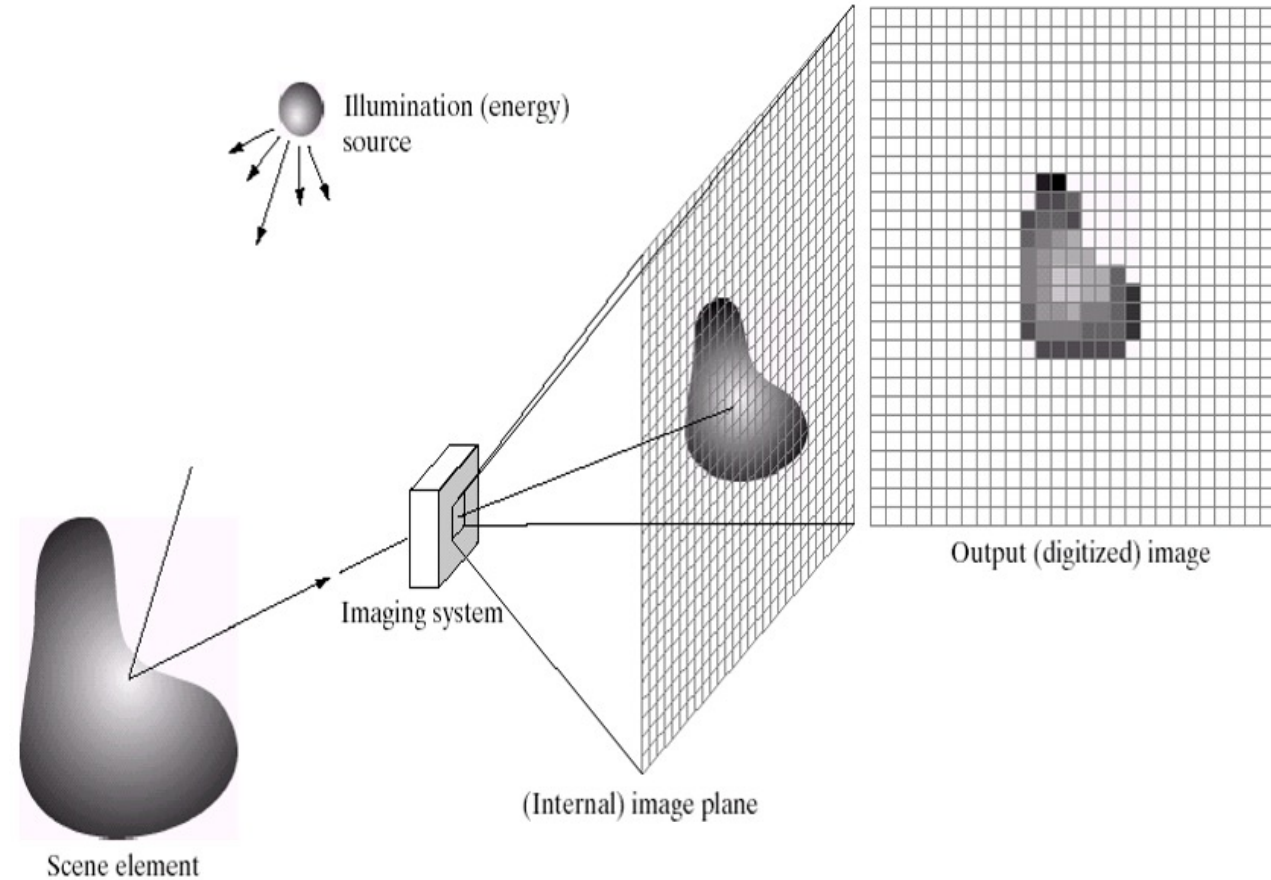 Illumination (energy)
source
Output (digitized) image
Imaging system
(Internal) image plane
Scene element